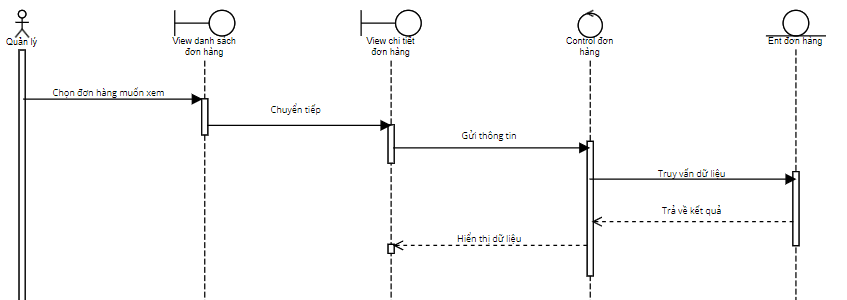 Quản lý
View danh sách
đơn hàng
View chi tiết
đơn hàng
Control đơn
hàng
Ent đơn hàng
Chọn đơn hàng muốn xem
Chuyển tiếp
Gửi thông tin
Truy vấn dữ liệu
Trả về kết quả
Hiển thị dữ liệu